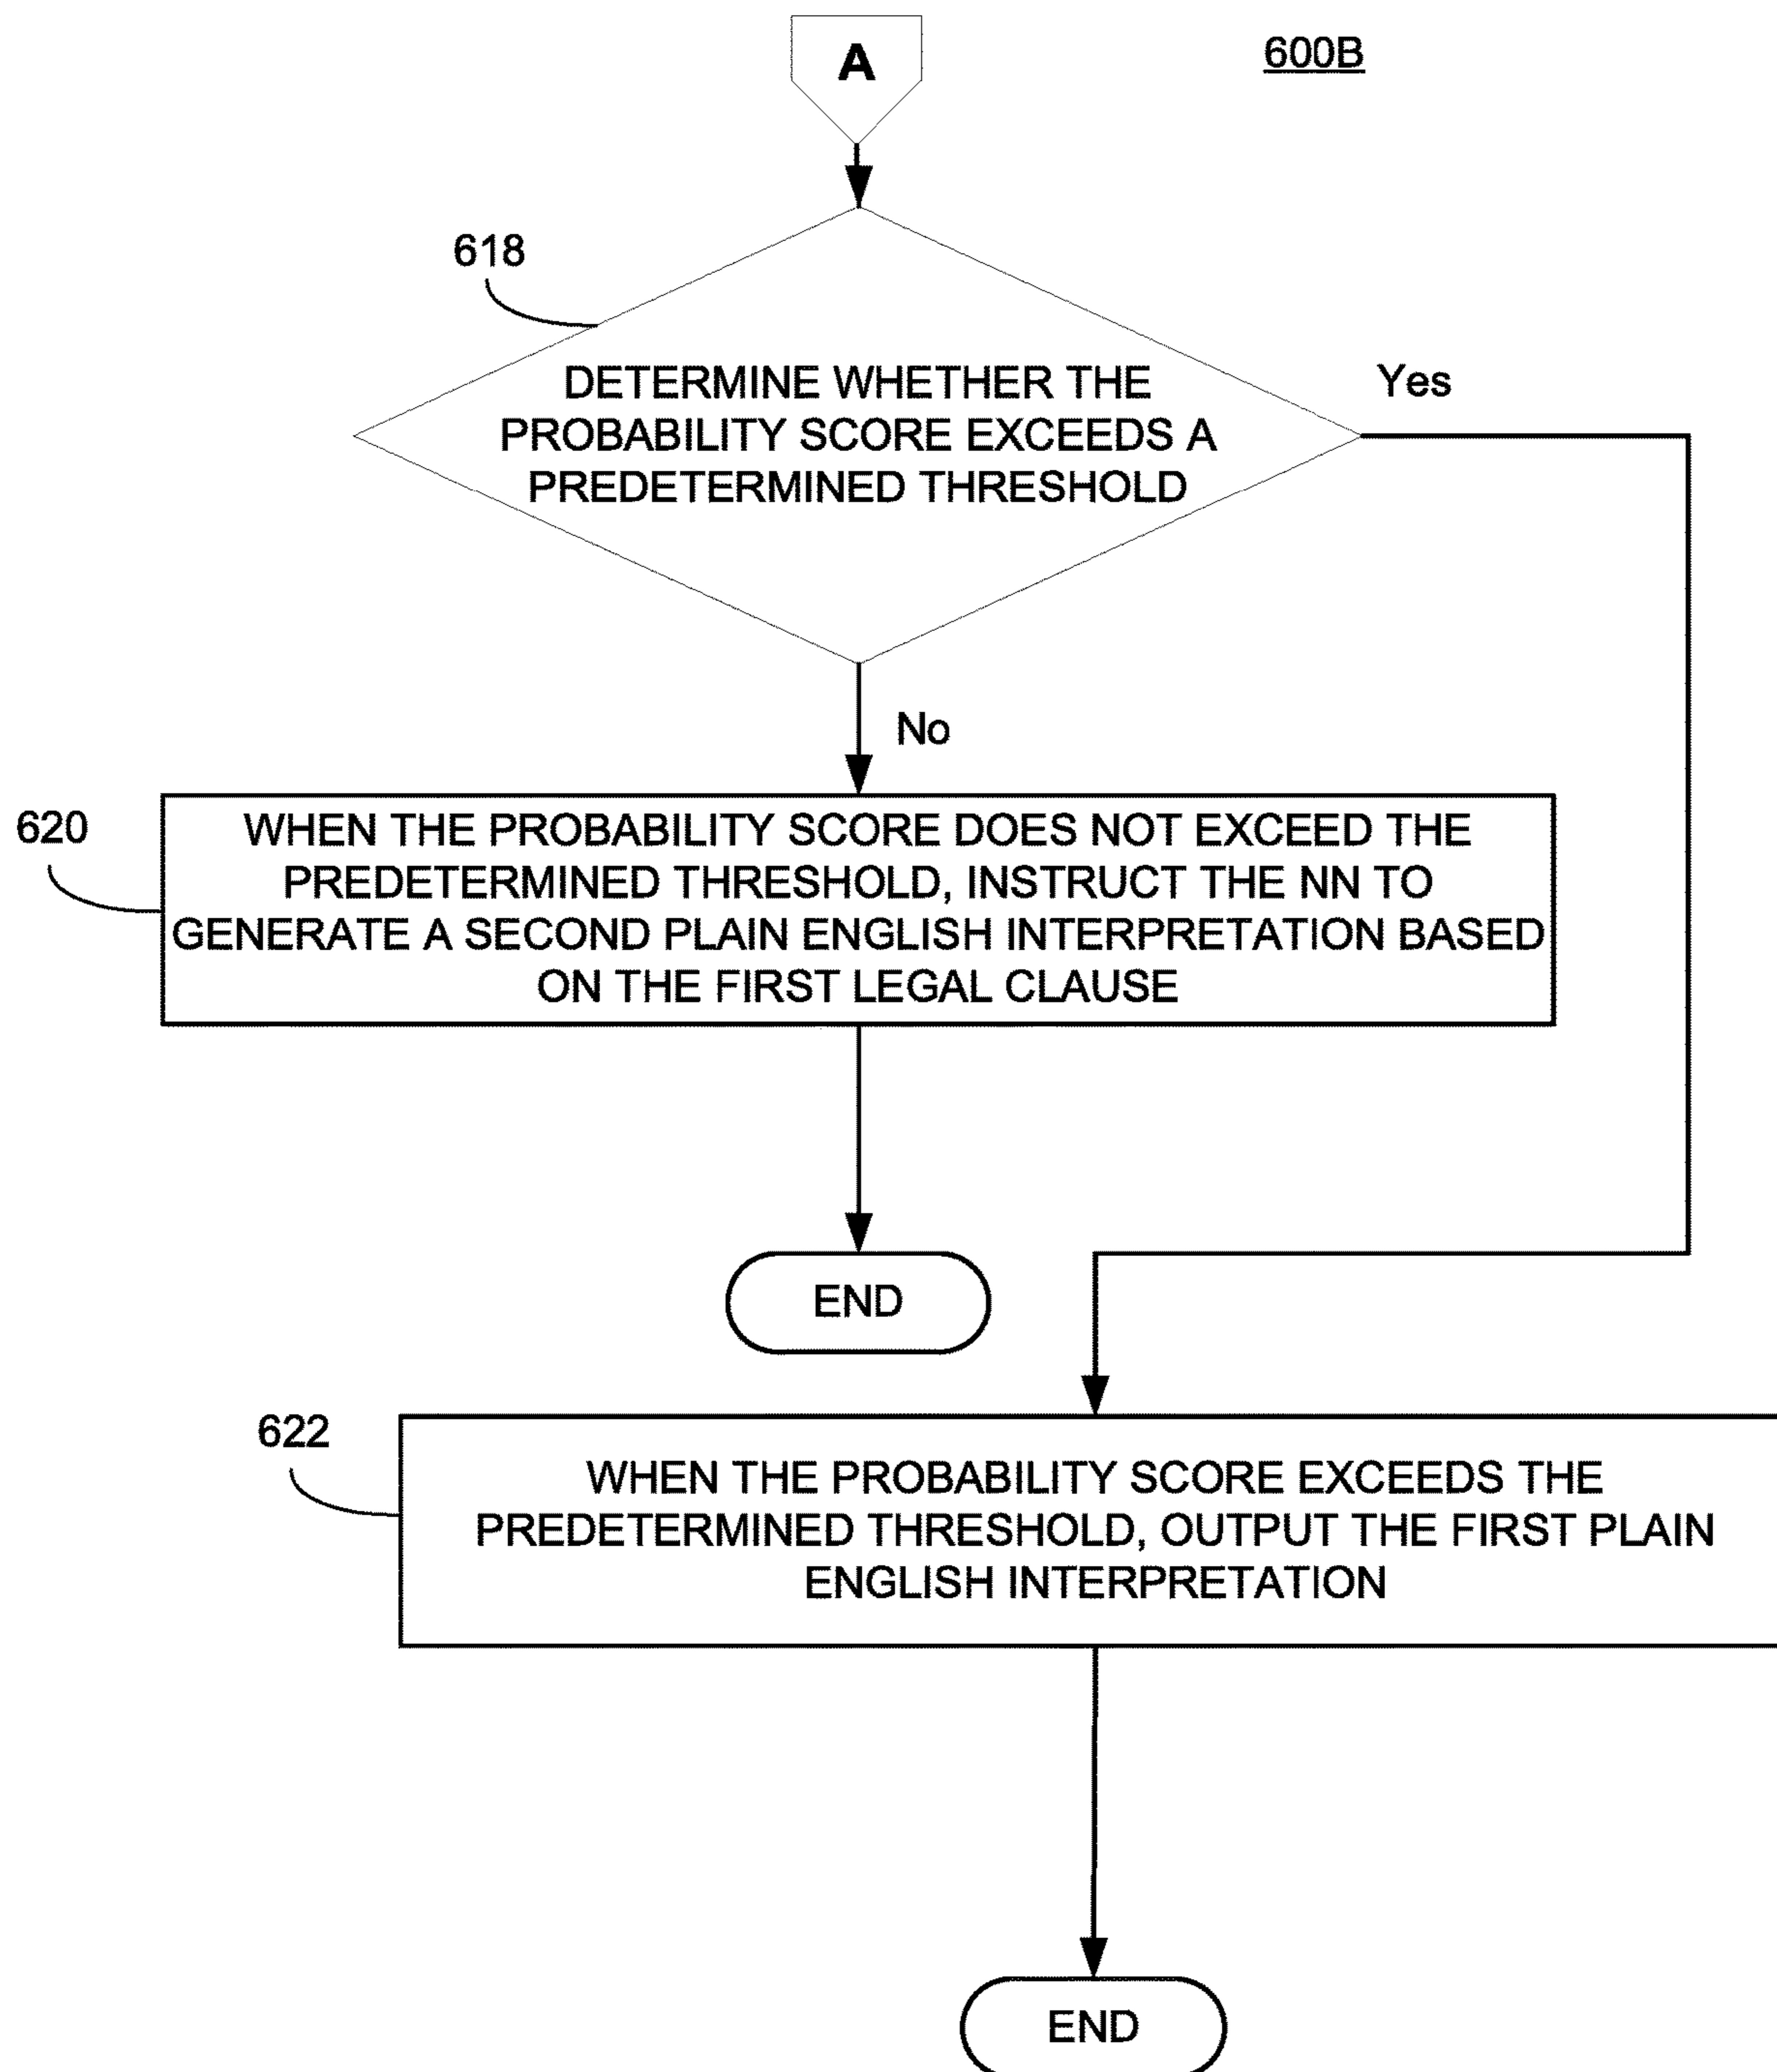 A
600B
618
DETERMINE WHETHER THE
PROBABILITY SCORE EXCEEDS A
PREDETERMINED THRESHOLD
Yes
No
620
WHEN THE PROBABILITY SCORE DOES NOT EXCEED THE
PREDETERMINED THRESHOLD, INSTRUCT THE NN TO
GENERATE A SECOND PLAIN ENGLISH INTERPRETATION BASED
ON THE FIRST LEGAL CLAUSE
END
622
WHEN THE PROBABILITY SCORE EXCEEDS THE
PREDETERMINED THRESHOLD, OUTPUT THE FIRST PLAIN
ENGLISH INTERPRETATION
END